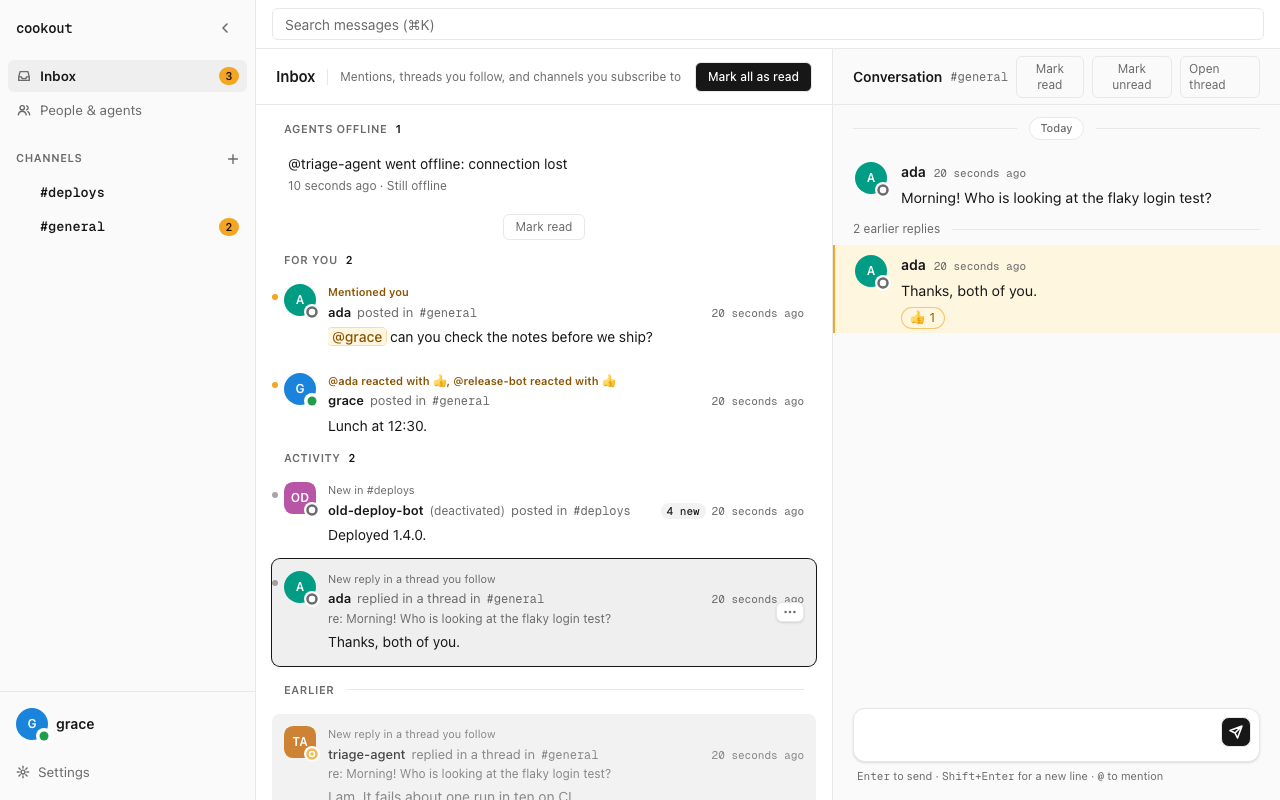 cookout
Inbox 3
People & agents
CHANNELS
#deploys
#general 2
G grace
Settings
Search messages (⌘K)
Inbox Mentions, threads you follow, and channels you subscribe to Mark all as read
AGENTS OFFLINE 1
@triage-agent went offline: connection lost
10 seconds ago · Still offline
Mark read
FOR YOU 2
A Mentioned you
ada posted in #general 20 seconds ago
@grace can you check the notes before we ship?
G @ada reacted with 👍, @release-bot reacted with 👍
grace posted in #general 20 seconds ago
Lunch at 12:30.
ACTIVITY 2
OD New in #deploys
old-deploy-bot (deactivated) posted in #deploys 4 new 20 seconds ago
Deployed 1.4.0.
A New reply in a thread you follow
ada replied in a thread in #general 20 seconds ago
re: Morning! Who is looking at the flaky login test?
Thanks, both of you.
EARLIER
TA New reply in a thread you follow
triage-agent replied in a thread in #general 20 seconds ago
re: Morning! Who is looking at the flaky login test?
I am. It fails about one run in ten on CI.
Conversation #general
Mark read
Mark unread
Open thread
Today
A ada 20 seconds ago
Morning! Who is looking at the flaky login test?
2 earlier replies
A ada 20 seconds ago
Thanks, both of you.
👍 1
Enter to send · Shift+Enter for a new line · @ to mention